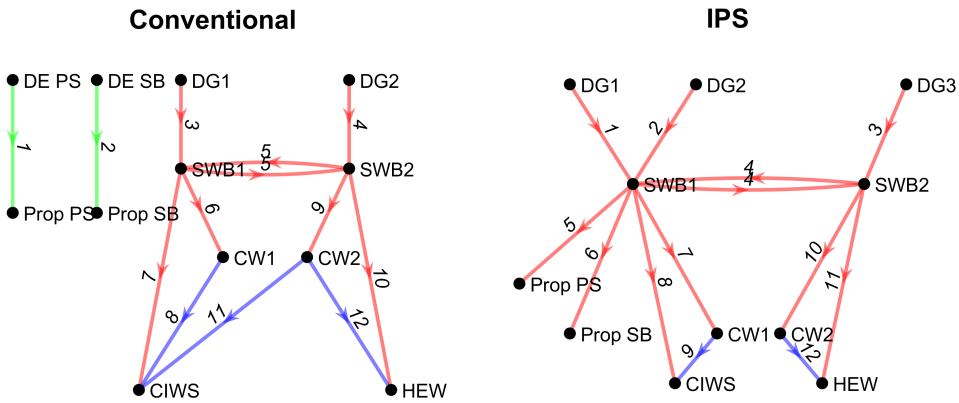 Conventional
IPS
DE PS
DE SB
DG1
DG2
DG1
DG2
DG3
3
4
1
2
3
1
2
5
5
4
4
SWB1
SWB2
SWB1
SWB2
6
9
5
6
7
10
Prop PS
Prop SB
7
10
8
11
CW1
CW2
Prop PS
8
11
12
Prop SB
CW1
CW2
9
12
CIWS
HEW
CIWS
HEW